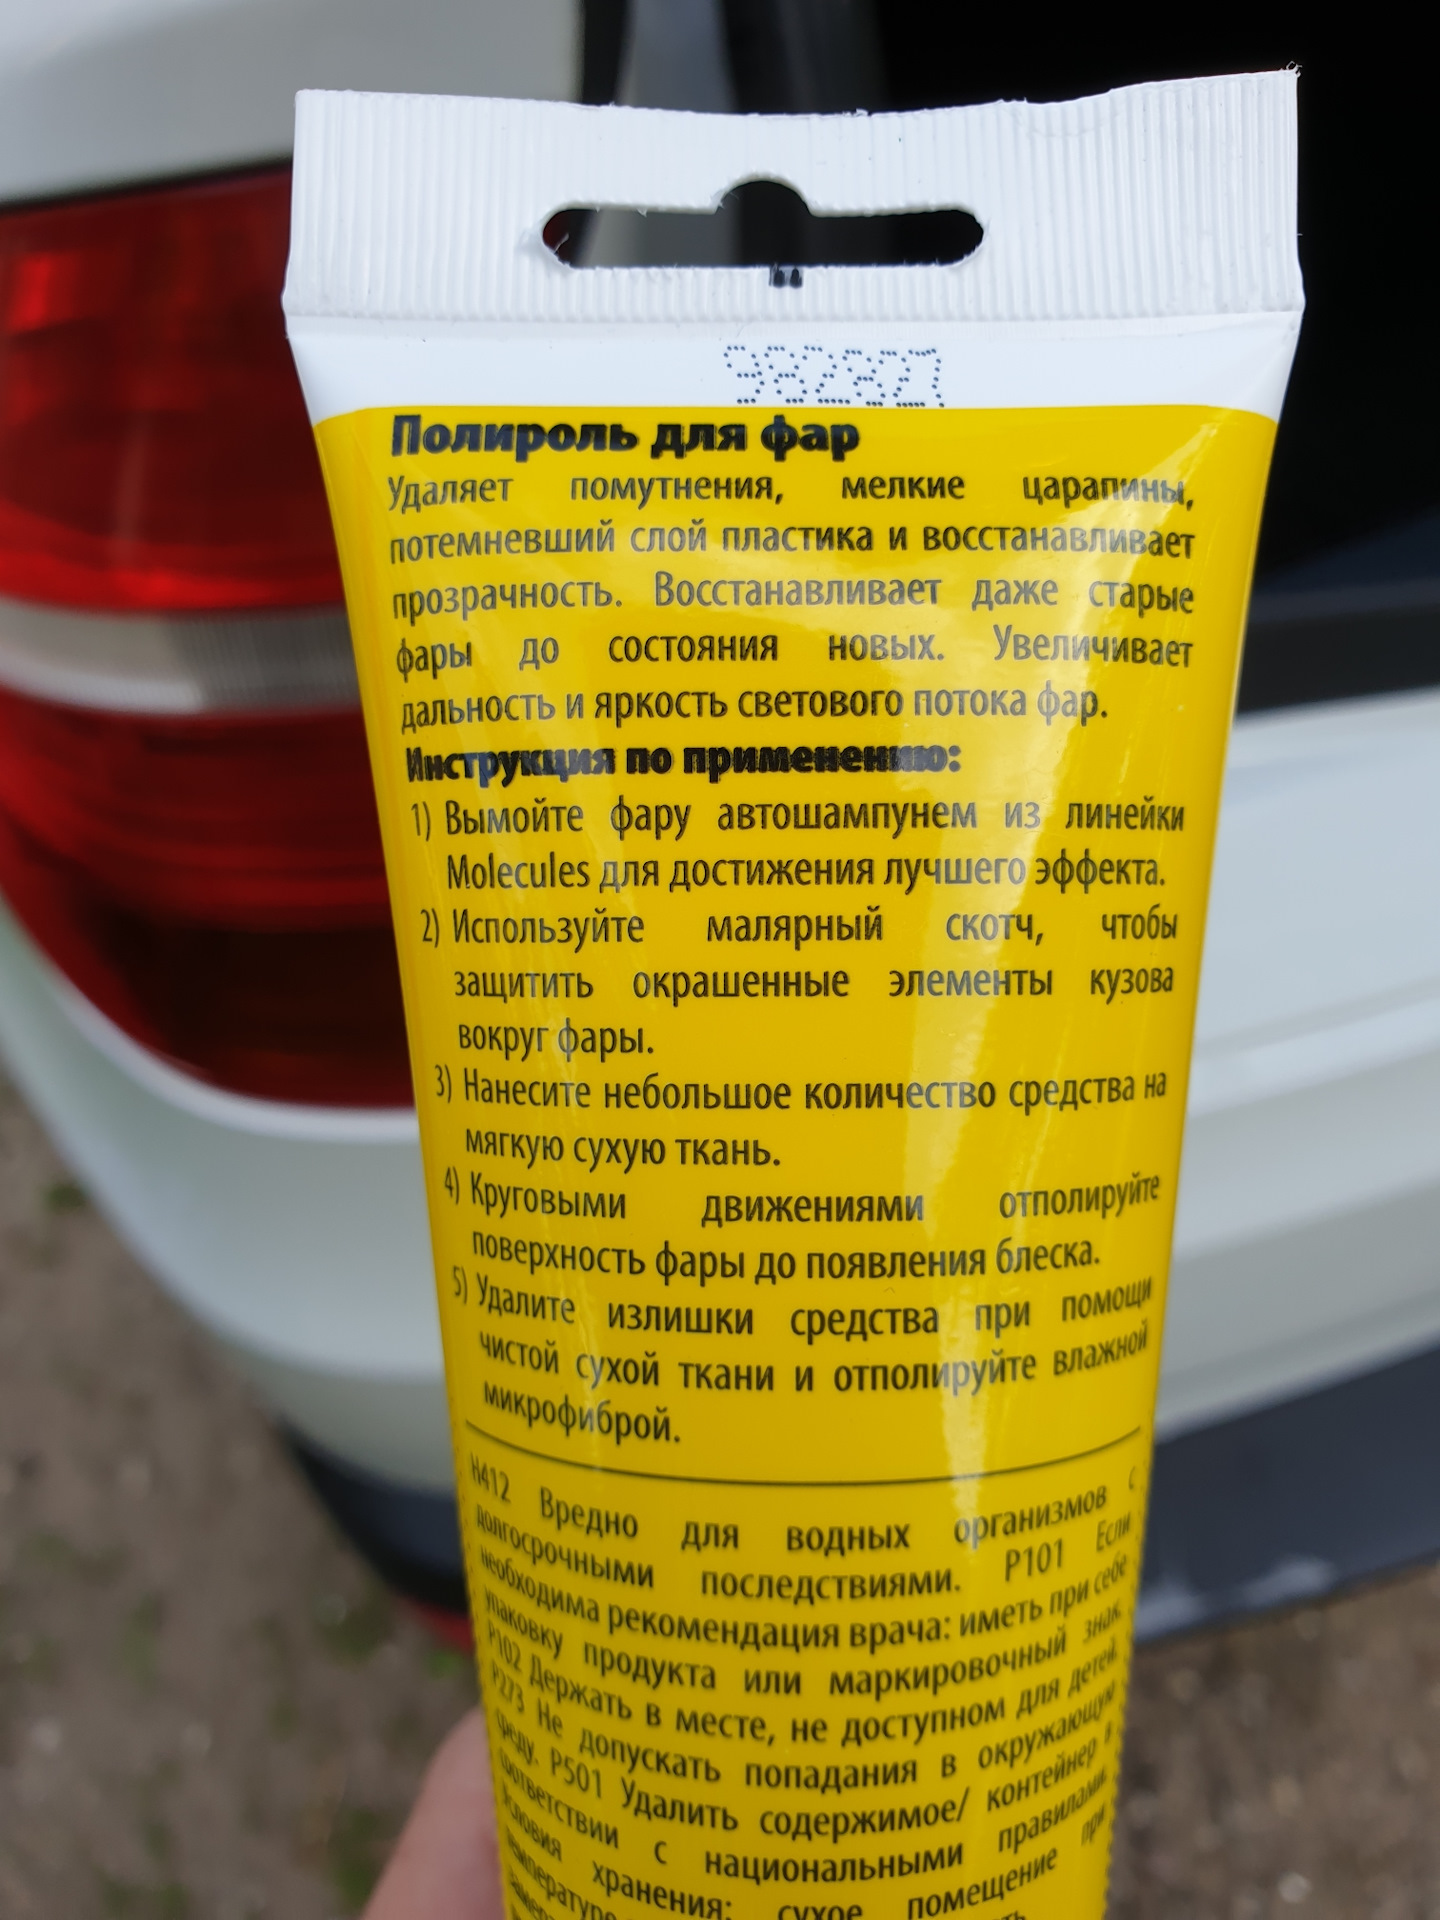 982827
Полироль для фар
Удаляет помутнения, мелкие царапины,
потемневший слой пластика и восстанавливает
прозрачность. Восстанавливает даже старые
фары до состояния новых. Увеличивает
дальность и яркость светового потока фар.
Инструкция по применению:
1) Вымойте фару автошампунем из линейки
Molecules для достижения лучшего эффекта.
2) Используйте малярный скотч, чтобы
защитить окрашенные элементы кузова
вокруг фары.
3) Нанесите небольшое количество средства на
мягкую сухую ткань.
4) Круговыми движениями отполируйте
поверхность фары до появления блеска.
5) Удалите излишки средства при помощи
чистой сухой ткани и отполируйте влажной
микрофиброй.
H412 Вредно для водных организмов с
долгосрочными последствиями. P101 Если
необходима рекомендация врача: иметь при себе
упаковку продукта или маркировочный знак.
P102 Держать в месте, не доступном для детей.
P273 Не допускать попадания в окружающую
среду. P501 Удалить содержимое/ контейнер в
соответствии с национальными правилами.
Условия хранения: сухое помещение при
температуре